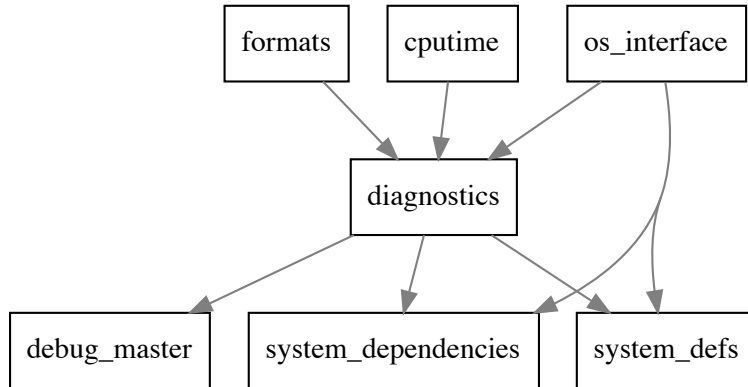 formats
cputime
os_interface
diagnostics
debug_master
system_dependencies
system_defs